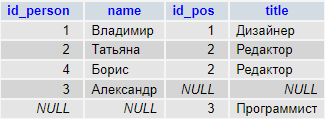 id_person name id_pos title
1 Владимир 1 Дизайнер
2 Татьяна 2 Редактор
4 Борис 2 Редактор
3 Александр NULL NULL
NULL NULL 3 Программист